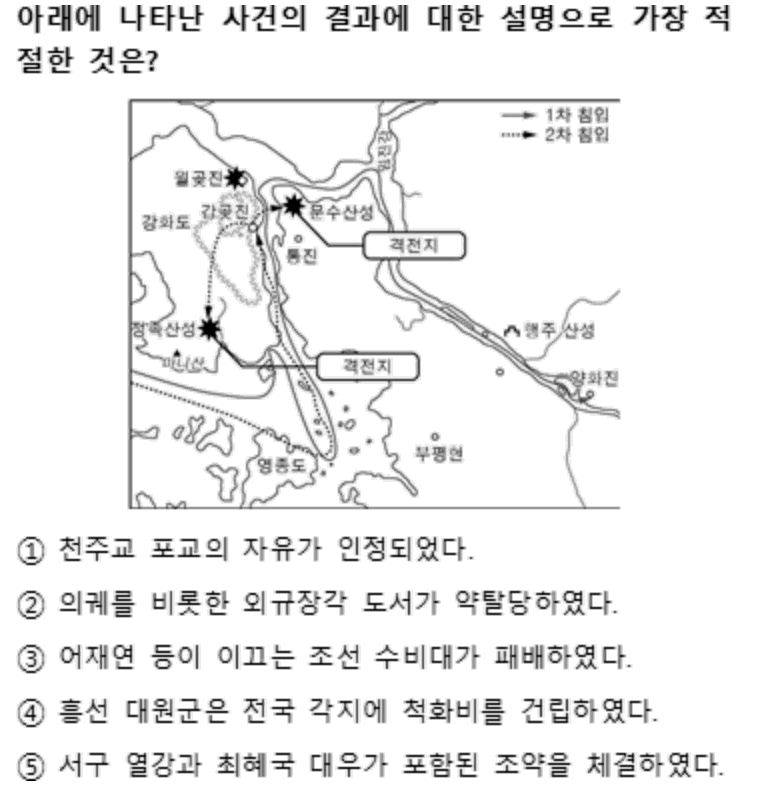 아래에 나타난 사건의 결과에 대한 설명으로 가장 적
절한 것은?
1차 침입
2차 침입
임진강
월곶진
갑곶진
문수산성
강화도
격전지
통진
정족산성
행주 산성
마니산
격전지
양화진
부평현
영종도
① 천주교 포교의 자유가 인정되었다.
② 의궤를 비롯한 외규장각 도서가 약탈당하였다.
③ 어재연 등이 이끄는 조선 수비대가 패배하였다.
④ 흥선 대원군은 전국 각지에 척화비를 건립하였다.
⑤ 서구 열강과 최혜국 대우가 포함된 조약을 체결하였다.